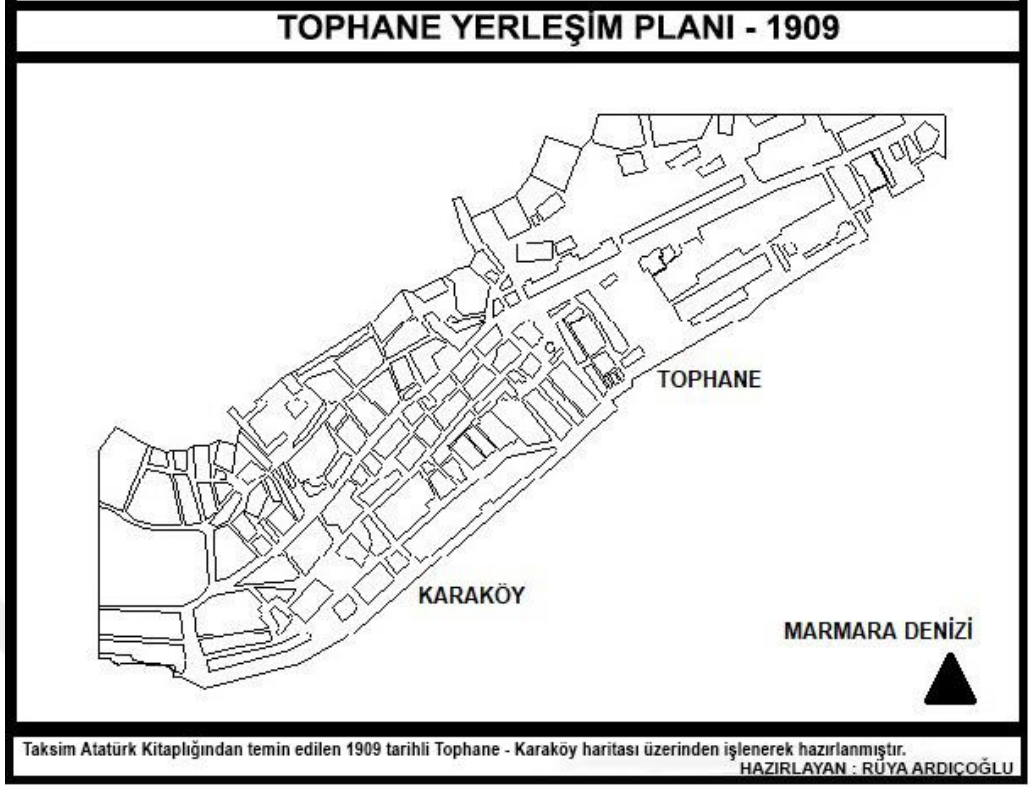 TOPHANE YERLEŞİM PLANI - 1909
TOPHANE
KARAKÖY
MARMARA DENİZİ
Taksim Atatürk Kitaplığından temin edilen 1909 tarihli Tophane - Karaköy haritası üzerinden işlenerek hazırlanmıştır.
HAZIRLAYAN : RÜYA ARDIÇOĞLU